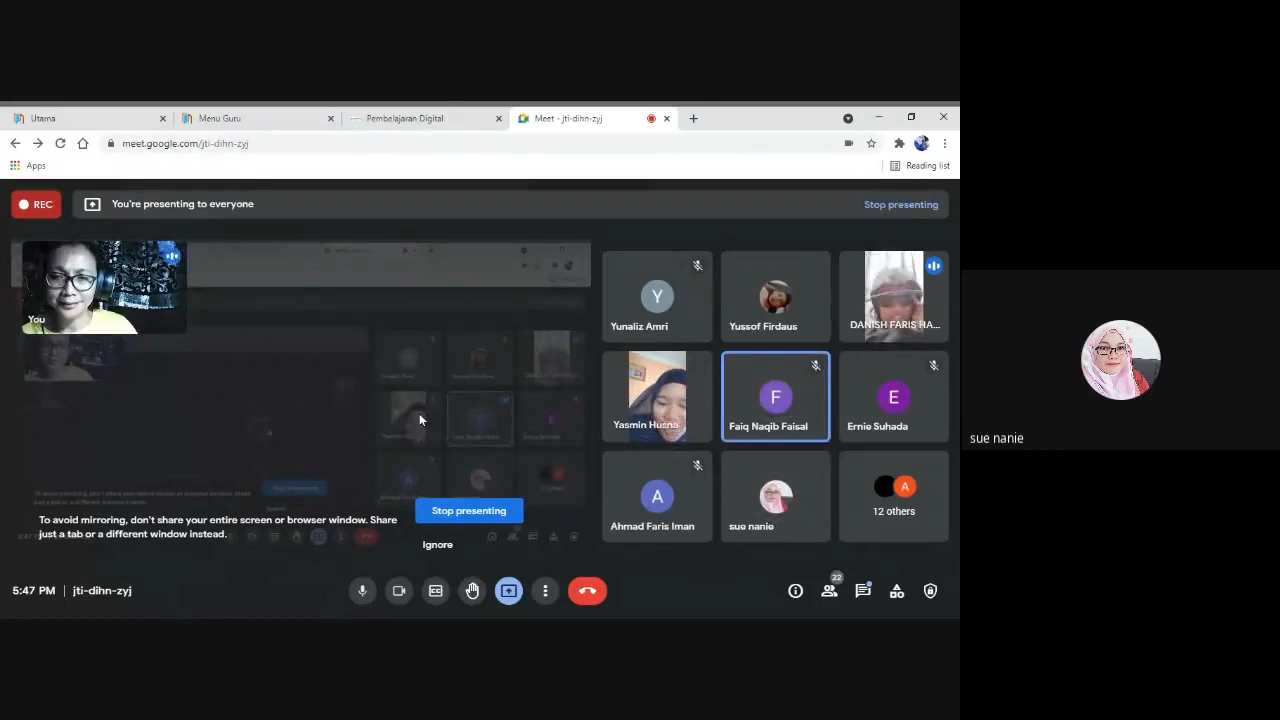 Utama
Menu Guru
Pembelajaran Digital
Meet - jti-dihn-zyj
meet.google.com/jti-dihn-zyj
Apps
Reading list
REC
You're presenting to everyone
Stop presenting
You
Y
Yunaliz Amri
Yussof Firdaus
DANISH FARIS HA...
Yasmin Husna
F
Faiq Naqib Faisal
E
Ernie Suhada
A
Ahmad Faris Iman
sue nanie
A
12 others
To avoid mirroring, don't share your entire screen or browser window. Share
just a tab or a different window instead.
Stop presenting
Ignore
5:47 PM | jti-dihn-zyj
22
sue nanie